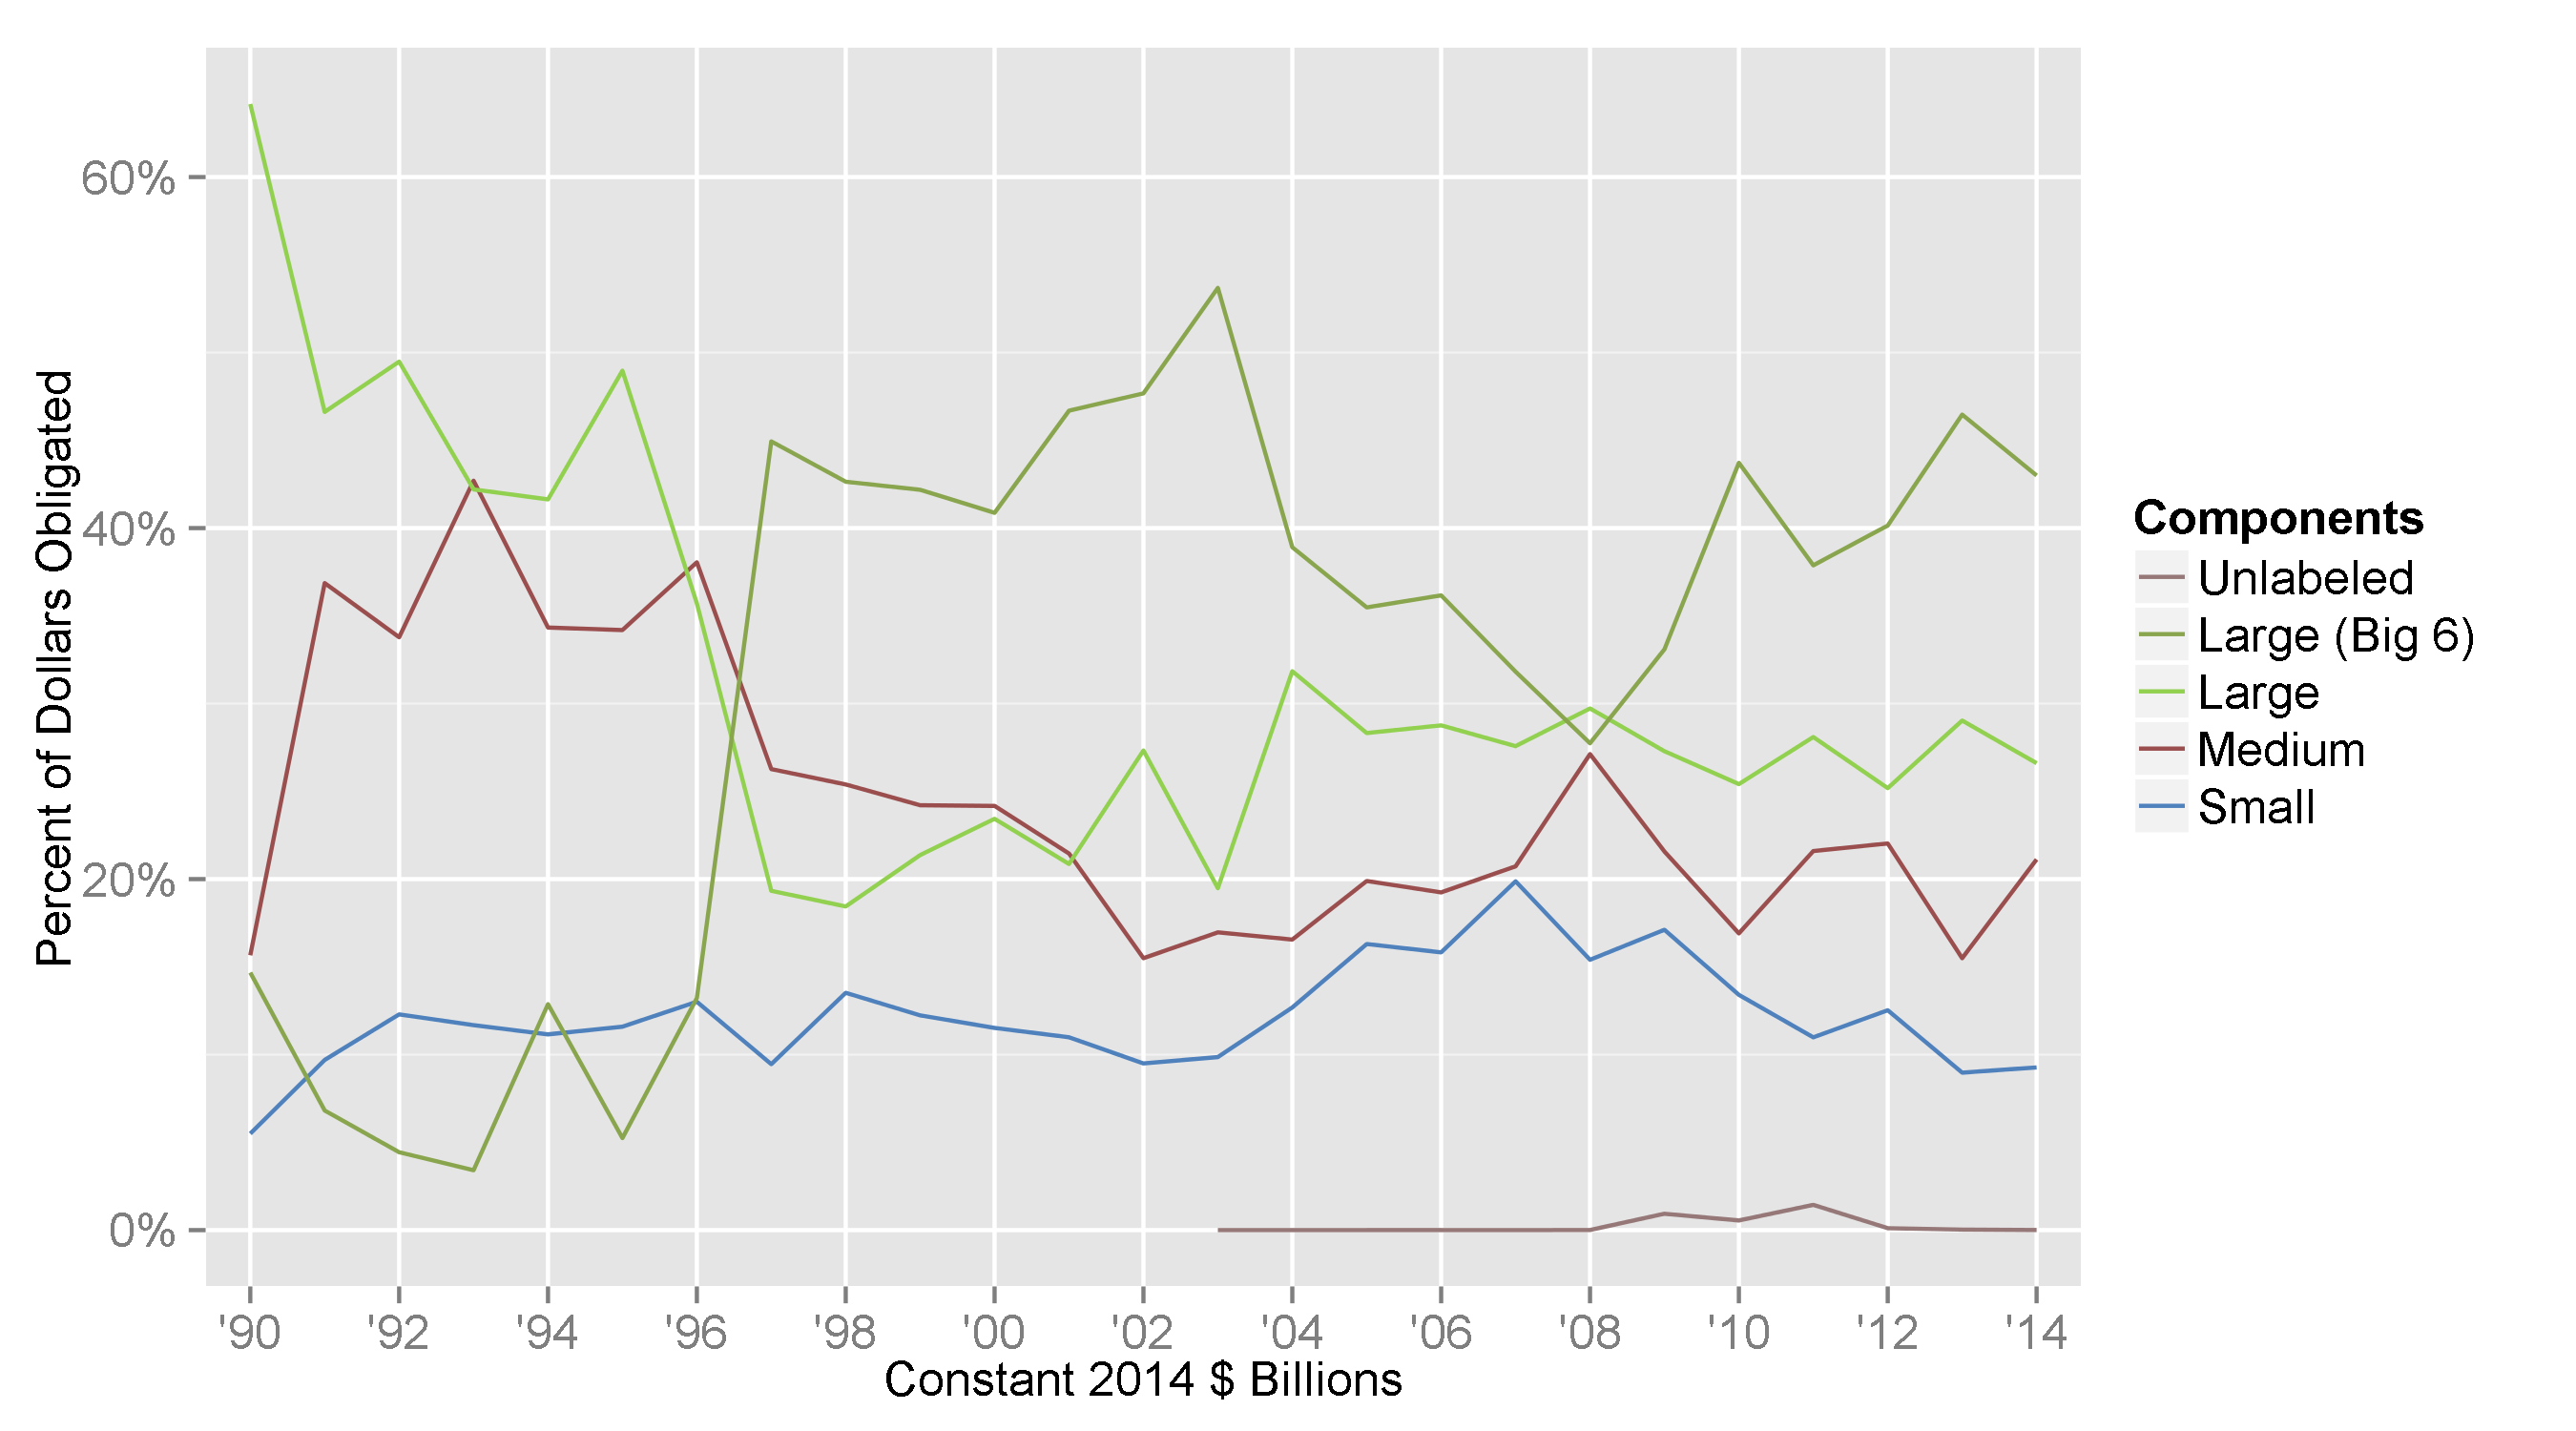 Percent of Dollars Obligated
60%
40%
20%
0%
'90 '92 '94 '96 '98 '00 '02 '04 '06 '08 '10 '12 '14
Constant 2014 $ Billions
Components
Unlabeled
Large (Big 6)
Large
Medium
Small